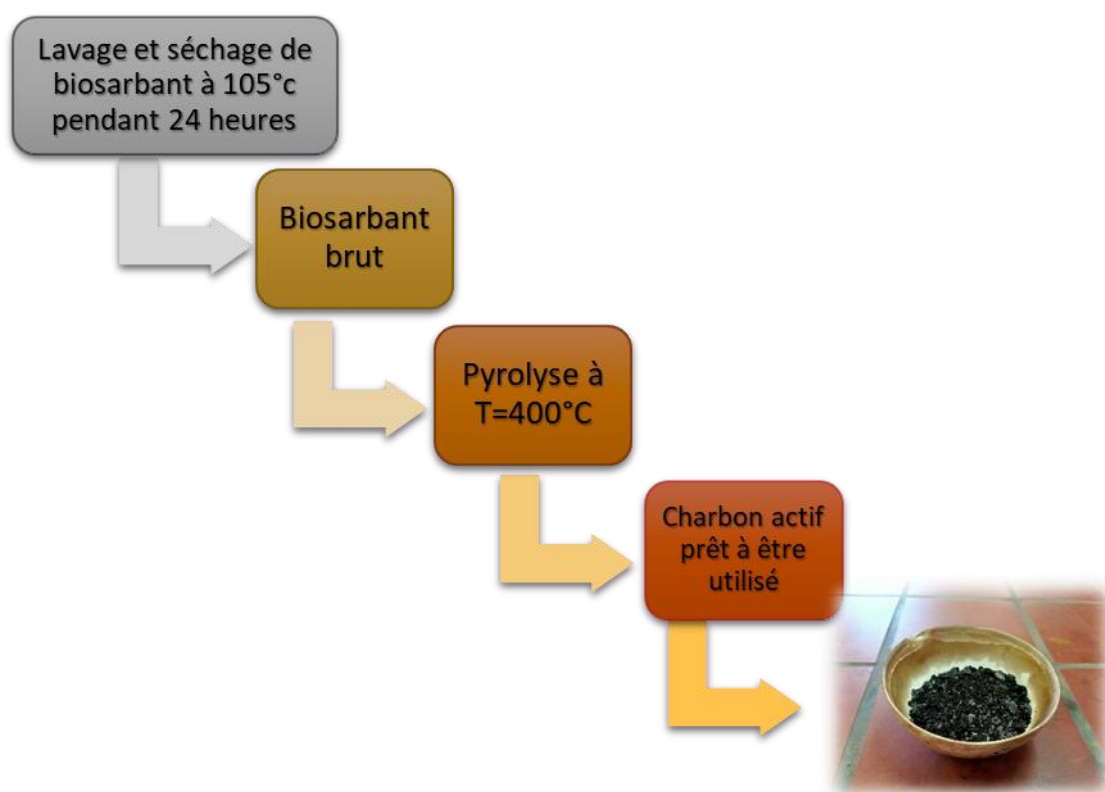 Lavage et séchage de
biosarbant à 105°c
pendant 24 heures
Biosarbant
brut
Pyrolyse à
T=400°C
Charbon actif
prêt à être
utilisé